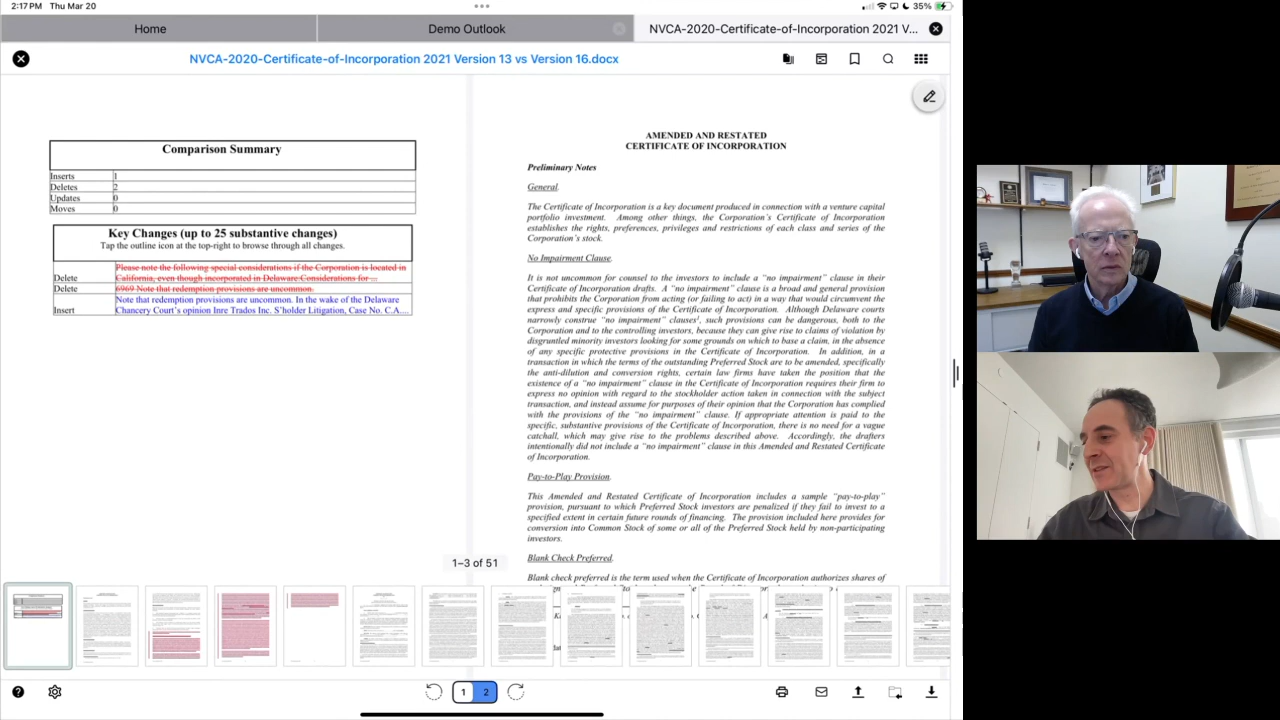 2:17 PM Thu Mar 20
35%
Home
Demo Outlook
NVCA-2020-Certificate-of-Incorporation 2021 V...
NVCA-2020-Certificate-of-Incorporation 2021 Version 13 vs Version 16.docx
Comparison Summary
Inserts 1
Deletes 2
Updates 0
Moves 0
Key Changes (up to 25 substantive changes)
Tap the outline icon at the top-right to browse through all changes.
Delete Please note the following special considerations if the Corporation is located in
California, even though incorporated in Delaware:Considerations for ...
Delete 6969 Note that redemption provisions are uncommon.
Insert Note that redemption provisions are uncommon. In the wake of the Delaware
Chancery Court's opinion Inre Trados Inc. S'holder Litigation, Case No. C.A....
AMENDED AND RESTATED
CERTIFICATE OF INCORPORATION
Preliminary Notes
General.
The Certificate of Incorporation is a key document produced in connection with a venture capital
portfolio investment. Among other things, the Corporation's Certificate of Incorporation
establishes the rights, preferences, privileges and restrictions of each class and series of the
Corporation's stock.
No Impairment Clause.
It is not uncommon for counsel to the investors to include a "no impairment" clause in their
Certificate of Incorporation drafts. A "no impairment" clause is a broad and general provision
that prohibits the Corporation from acting (or failing to act) in a way that would circumvent the
express and specific provisions of the Certificate of Incorporation. Although Delaware courts
narrowly construe "no impairment" clauses¹, such provisions can be dangerous, both to the
Corporation and to the controlling investors, because they can give rise to claims of violation by
disgruntled minority investors looking for some grounds on which to base a claim, in the absence
of any specific protective provisions in the Certificate of Incorporation. In addition, in a
transaction in which the terms of the outstanding Preferred Stock are to be amended, specifically
the anti-dilution and conversion rights, certain law firms have taken the position that the
existence of a "no impairment" clause in the Certificate of Incorporation requires their firm to
express no opinion with regard to the stockholder action taken in connection with the subject
transaction, and instead assume for purposes of their opinion that the Corporation has complied
with the provisions of the "no impairment" clause. If appropriate attention is paid to the
specific, substantive provisions of the Certificate of Incorporation, there is no need for a vague
catchall, which may give rise to the problems described above. Accordingly, the drafters
intentionally did not include a "no impairment" clause in this Amended and Restated Certificate
of Incorporation.
Pay-to-Play Provision.
This Amended and Restated Certificate of Incorporation includes a sample "pay-to-play"
provision, pursuant to which Preferred Stock investors are penalized if they fail to invest to a
specified extent in certain future rounds of financing. The provision included here provides for
conversion into Common Stock of some or all of the Preferred Stock held by non-participating
investors.
Blank Check Preferred.
Blank check preferred is the term used when the Certificate of Incorporation authorizes shares of
1–3 of 51
1 2